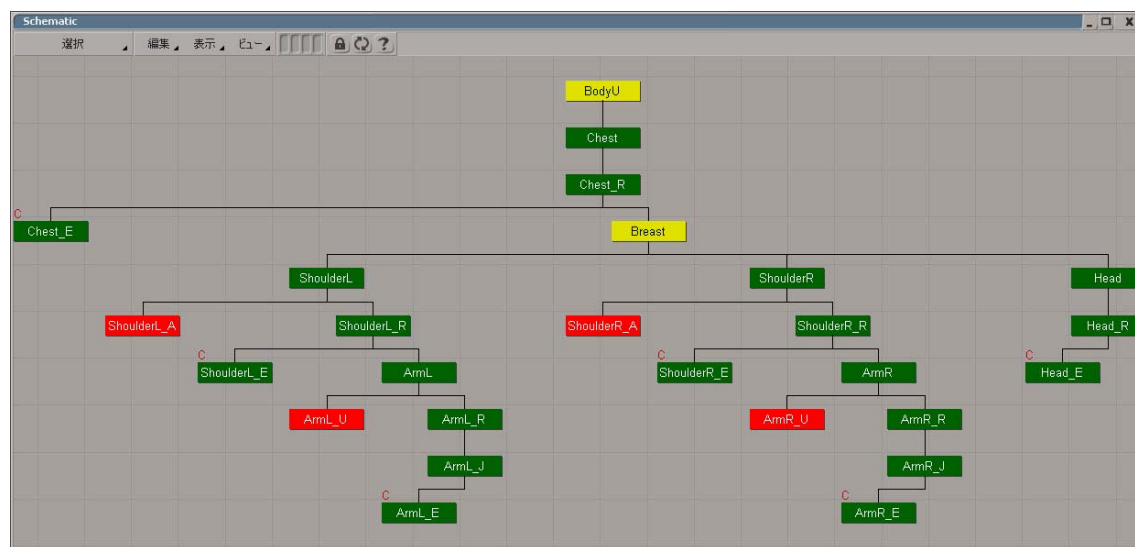 Schematic
選択 編集 表示 ビュー ?
BodyU
Chest
Chest_R
C
Chest_E Breast
ShoulderL ShoulderR Head
ShoulderL_A ShoulderL_R ShoulderR_A ShoulderR_R Head_R
C C C
ShoulderL_E ArmL ShoulderR_E ArmR Head_E
ArmL_U ArmL_R ArmR_U ArmR_R
ArmL_J ArmR_J
C C
ArmL_E ArmR_E